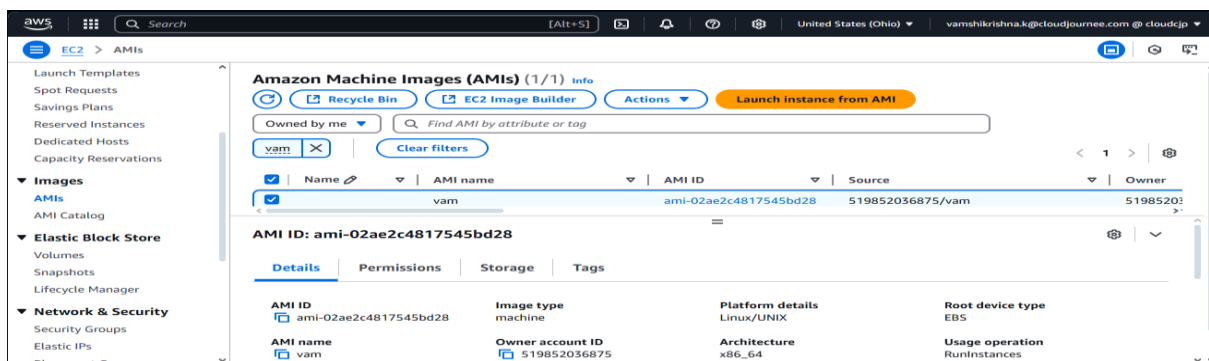 aws Search [Alt+S] United States (Ohio) vamshikrishna.k@cloudjournee.com @ cloudcjp
EC2 > AMIs
Launch Templates
Spot Requests
Savings Plans
Reserved Instances
Dedicated Hosts
Capacity Reservations
Images
AMIs
AMI Catalog
Elastic Block Store
Volumes
Snapshots
Lifecycle Manager
Network & Security
Security Groups
Elastic IPs
Amazon Machine Images (AMIs) (1/1) Info
Recycle Bin EC2 Image Builder Actions Launch instance from AMI
Owned by me Find AMI by attribute or tag
vam Clear filters
< 1 >
Name AMI name AMI ID Source Owner
vam ami-02ae2c4817545bd28 519852036875/vam 5198520
AMI ID: ami-02ae2c4817545bd28
Details Permissions Storage Tags
AMI ID Image type Platform details Root device type
ami-02ae2c4817545bd28 machine Linux/UNIX EBS
AMI name Owner account ID Architecture Usage operation
vam 519852036875 x86_64 RunInstances